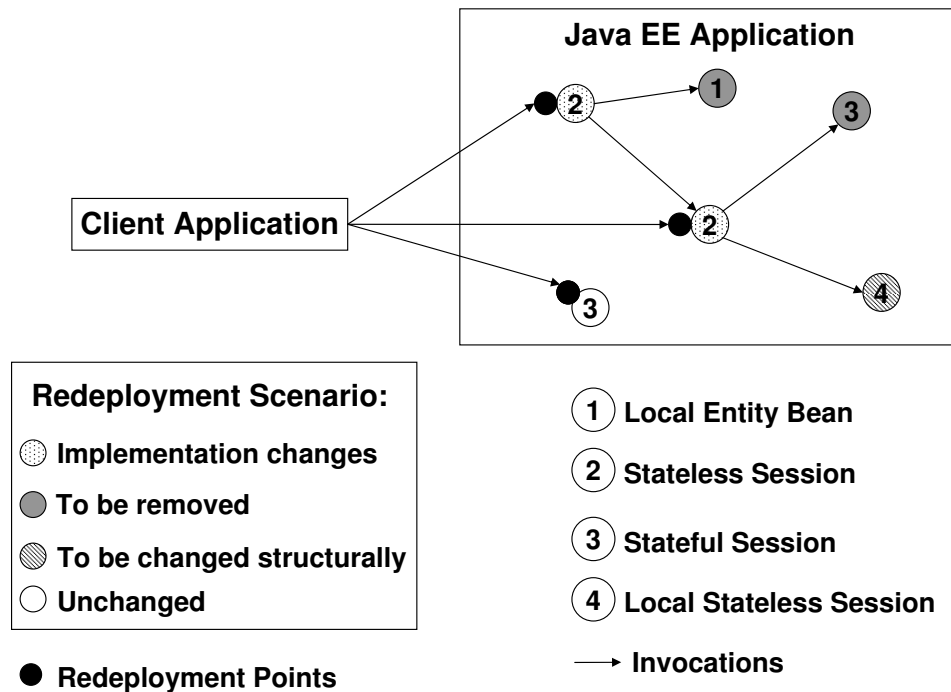 Java EE Application
1
2
3
Client Application
2
4
3
Redeployment Scenario:
Implementation changes
To be removed
To be changed structurally
Unchanged
Redeployment Points
1 Local Entity Bean
2 Stateless Session
3 Stateful Session
4 Local Stateless Session
Invocations